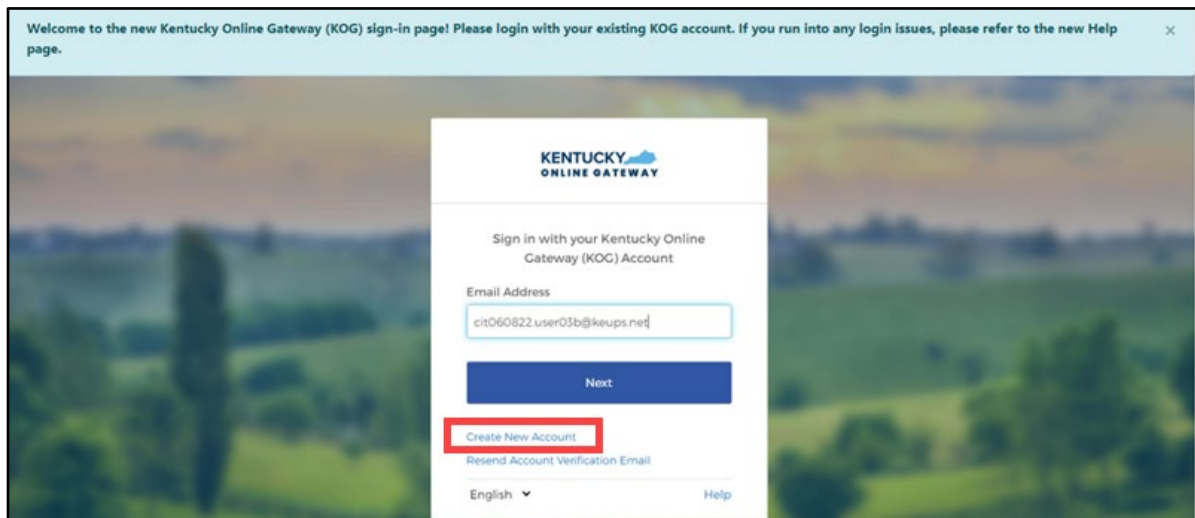 Welcome to the new Kentucky Online Gateway (KOG) sign-in page! Please login with your existing KOG account. If you run into any login issues, please refer to the new Help
page.
×
KENTUCKY
ONLINE GATEWAY
Sign in with your Kentucky Online
Gateway (KOG) Account
Email Address
cit060822.user03b@keups.net
Next
Create New Account
Resend Account Verification Email
English
Help